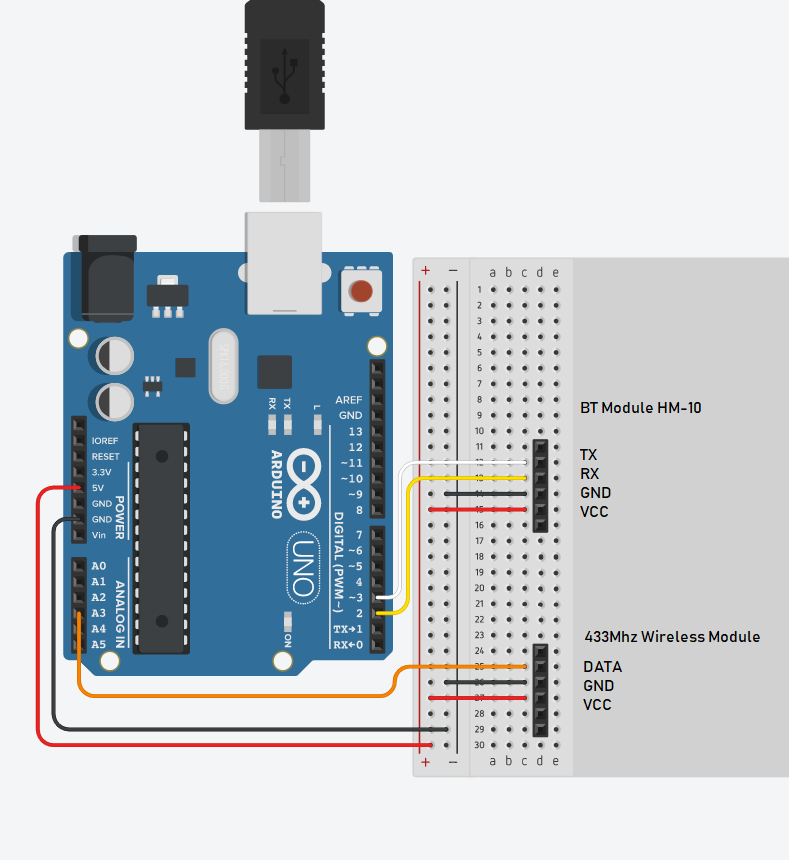 + − a b c d e
1
2
3
4
5
6
7
8
9
10
11
12
13
14
15
16
17
18
19
20
21
22
23
24
25
26
27
28
29
30
+ − a b c d e
IOREF
RESET
3.3V
5V
GND
GND
Vin
POWER
A0
A1
A2
A3
A4
A5
ANALOG IN
RX
TX
L
ARDUINO
UNO
ON
AREF
GND
13
12
~11
~10
~9
8
7
~6
~5
4
~3
2
TX→1
RX←0
DIGITAL (PWM~)
BT Module HM-10
TX
RX
GND
VCC
433Mhz Wireless Module
DATA
GND
VCC